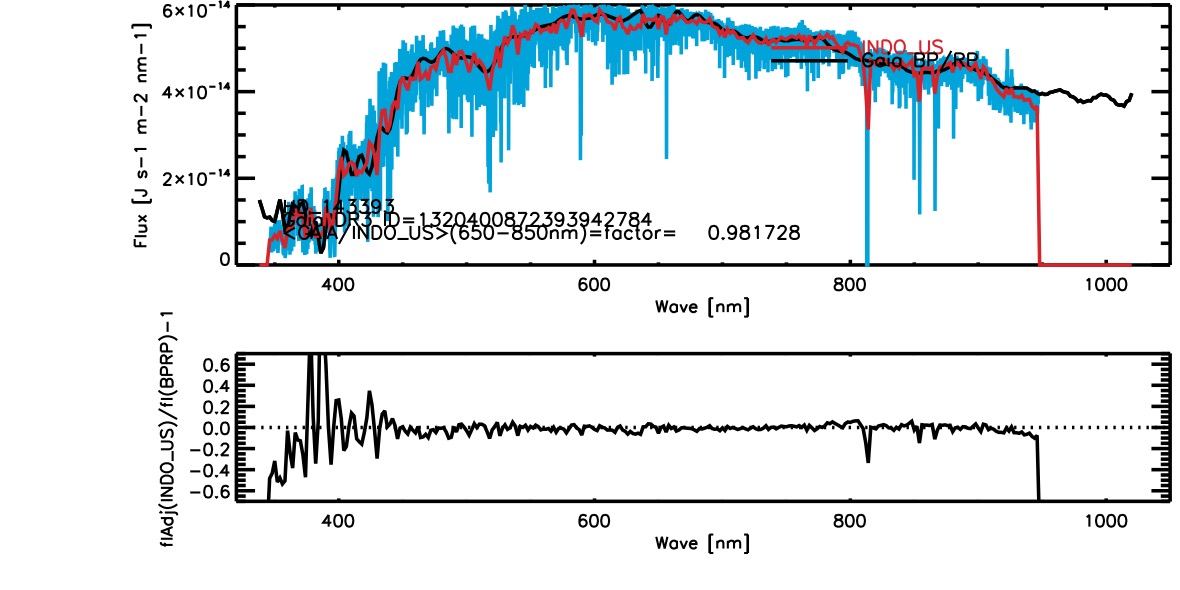 6×10−14
4×10−14
2×10−14
0
Flux [J s−1 m−2 nm−1]
INDO_US
Gaia BP/RP
143393
Gaia DR3 ID=1320400872393942784
<GAIA/INDO_US>(650−850nm)=factor= 0.981728
400 600 800 1000
Wave [nm]
flAdj(INDO_US)/fl(BPRP)−1
0.6
0.4
0.2
0.0
−0.2
−0.4
−0.6
400 600 800 1000
Wave [nm]